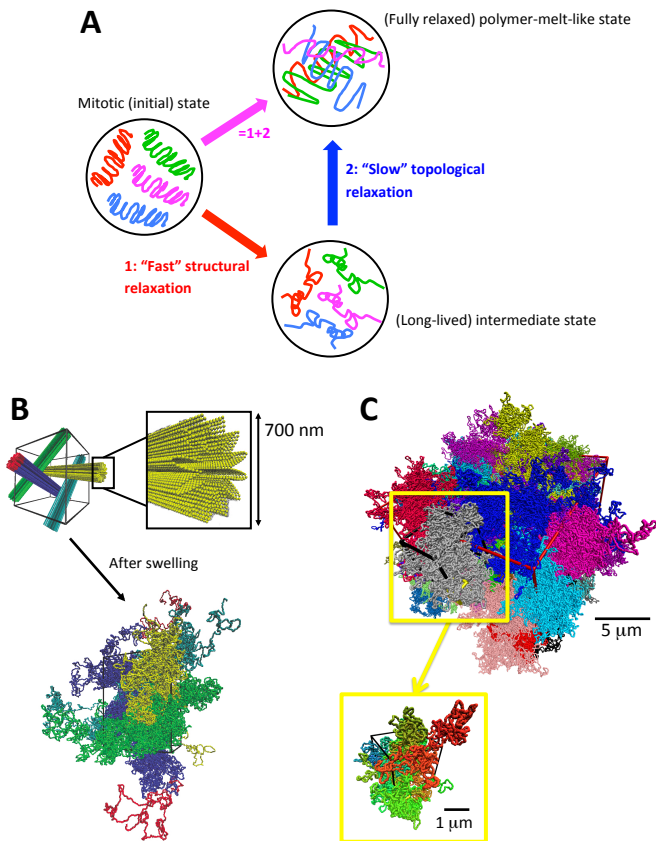 A
(Fully relaxed) polymer-melt-like state
Mitotic (initial) state
=1+2
2: “Slow” topological
relaxation
1: “Fast” structural
relaxation
(Long-lived) intermediate state
B
700 nm
After swelling
C
5 μm
1 μm